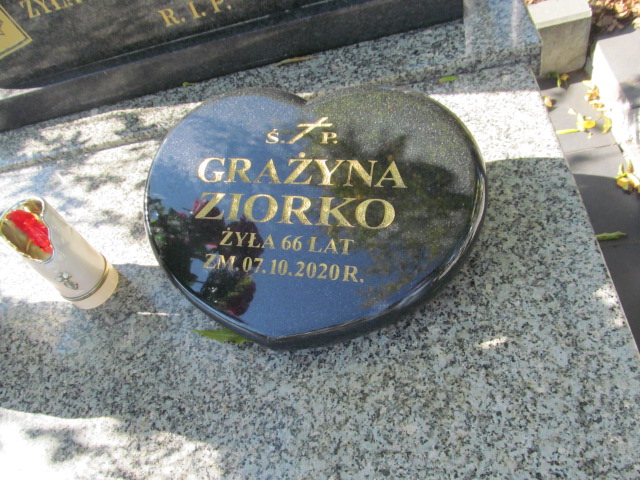 R.I.P.
Ś. P.
GRAŻYNA
ZIORKO
ŻYŁA 66 LAT
ZM. 07.10.2020 R.